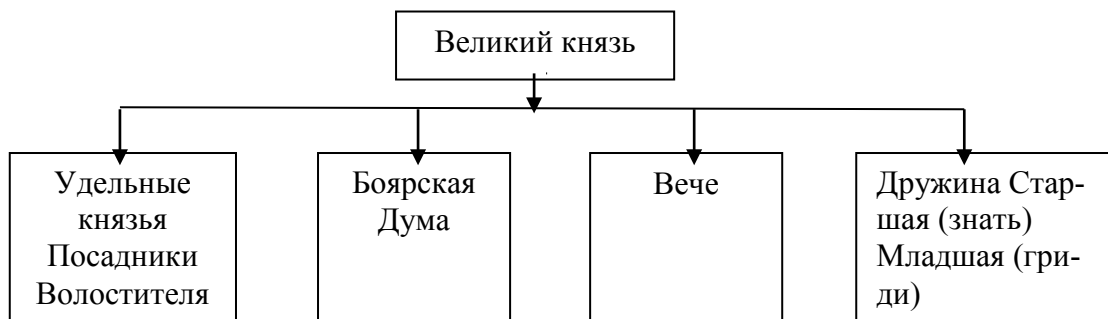 Великий князь
Удельные
князья
Посадники
Волостителя
Боярская
Дума
Вече
Дружина Стар-
шая (знать)
Младшая (гри-
ди)